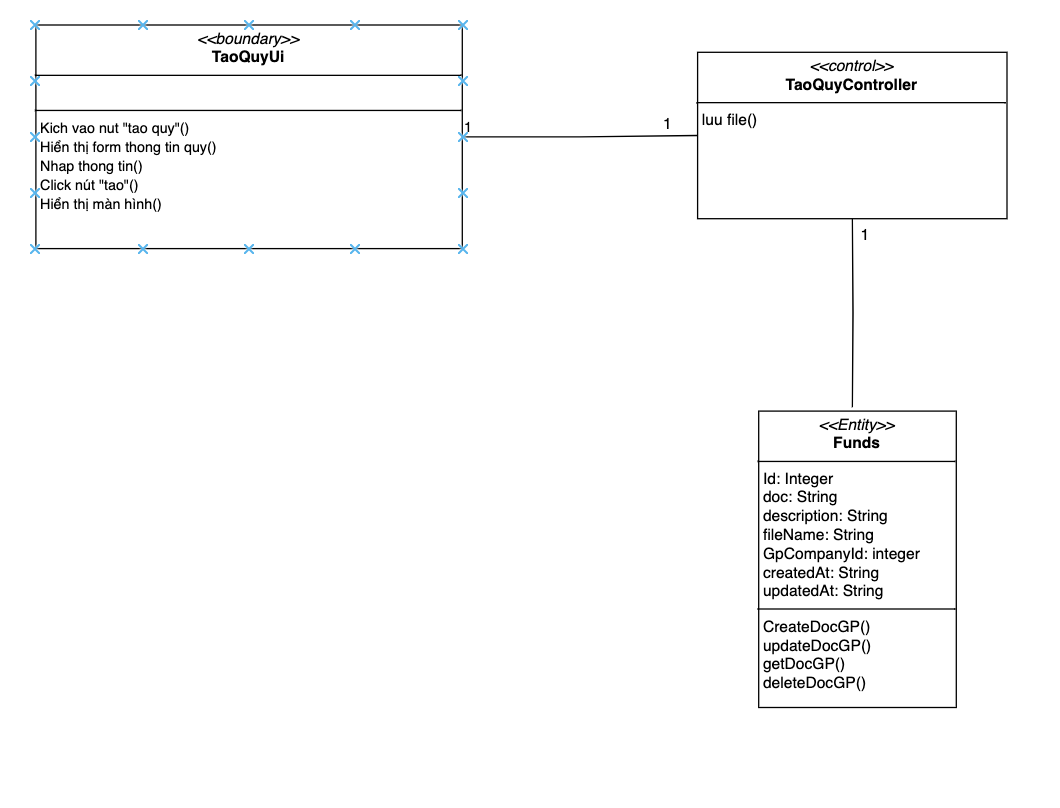 <<boundary>>
TaoQuyUi
Kich vao nut "tao quy"()
Hiển thị form thong tin quy()
Nhap thong tin()
Click nút "tao"()
Hiển thị màn hình()
1
1
<<control>>
TaoQuyController
luu file()
1
<<Entity>>
Funds
Id: Integer
doc: String
description: String
fileName: String
GpCompanyId: integer
createdAt: String
updatedAt: String
CreateDocGP()
updateDocGP()
getDocGP()
deleteDocGP()